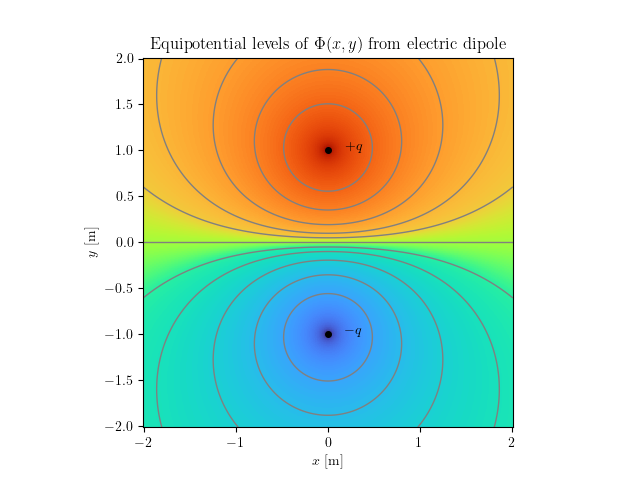 Equipotential levels of Φ(x, y) from electric dipole
2.0
1.5
1.0
0.5
0.0
−0.5
−1.0
−1.5
−2.0
y [m]
+q
−q
−2
−1
0
1
2
x [m]